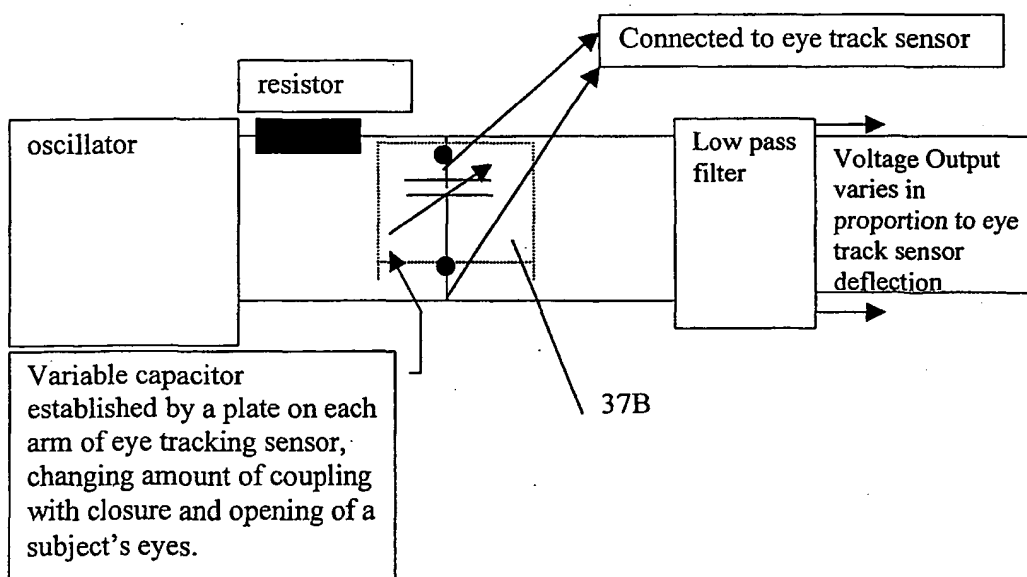 Connected to eye track sensor
resistor
oscillator
Low pass
filter
Voltage Output
varies in
proportion to eye
track sensor
deflection
Variable capacitor
established by a plate on each
arm of eye tracking sensor,
changing amount of coupling
with closure and opening of a
subject's eyes.
37B